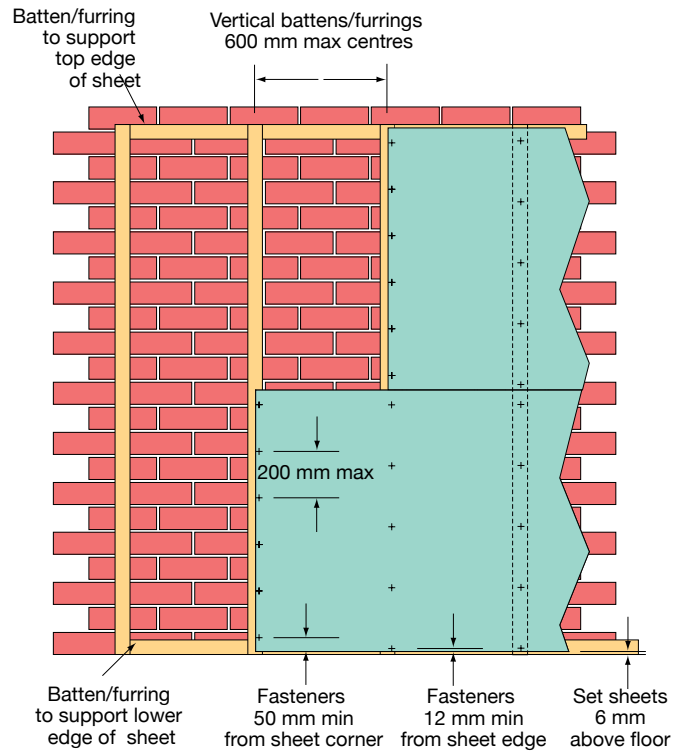 Batten/furring
to support
top edge
of sheet
Vertical battens/furrings
600 mm max centres
200 mm max
Batten/furring
to support lower
edge of sheet
Fasteners
50 mm min
from sheet corner
Fasteners
12 mm min
from sheet edge
Set sheets
6 mm
above floor